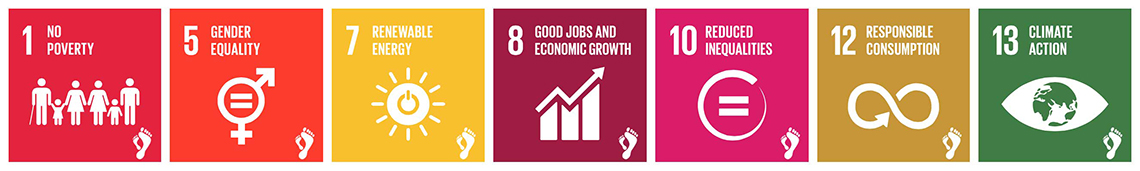 1 NO
POVERTY
5 GENDER
EQUALITY
7 RENEWABLE
ENERGY
8 GOOD JOBS AND
ECONOMIC GROWTH
10 REDUCED
INEQUALITIES
12 RESPONSIBLE
CONSUMPTION
13 CLIMATE
ACTION